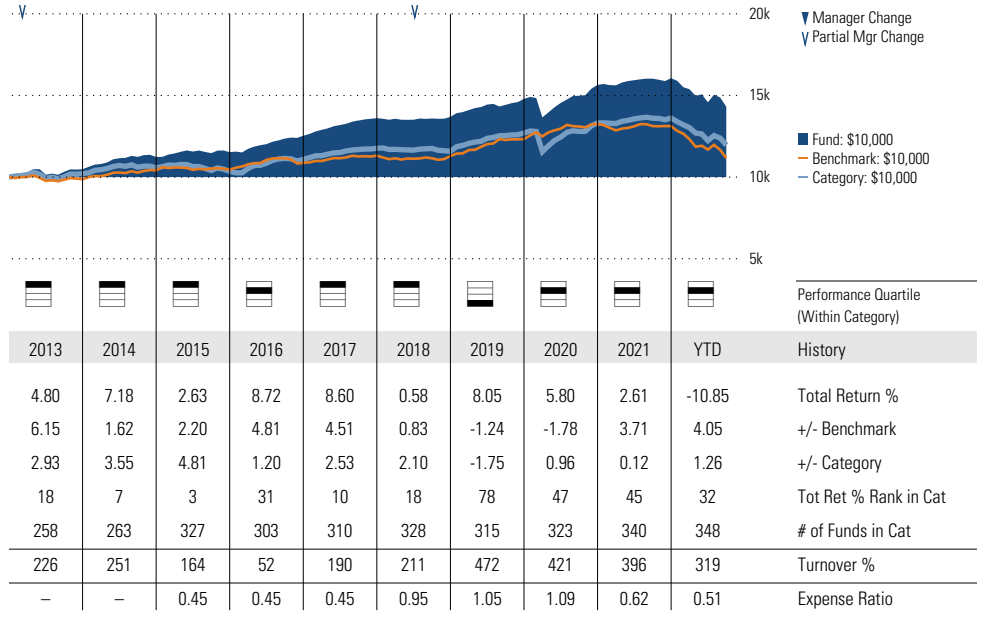 20k
Manager Change
Partial Mgr Change
15k
Fund: $10,000
Benchmark: $10,000
Category: $10,000
10k
5k
Performance Quartile
(Within Category)
2013 2014 2015 2016 2017 2018 2019 2020 2021 YTD History
4.80 7.18 2.63 8.72 8.60 0.58 8.05 5.80 2.61 -10.85 Total Return %
6.15 1.62 2.20 4.81 4.51 0.83 -1.24 -1.78 3.71 4.05 +/- Benchmark
2.93 3.55 4.81 1.20 2.53 2.10 -1.75 0.96 0.12 1.26 +/- Category
18 7 3 31 10 18 78 47 45 32 Tot Ret % Rank in Cat
258 263 327 303 310 328 315 323 340 348 # of Funds in Cat
226 251 164 52 190 211 472 421 396 319 Turnover %
– – 0.45 0.45 0.45 0.95 1.05 1.09 0.62 0.51 Expense Ratio